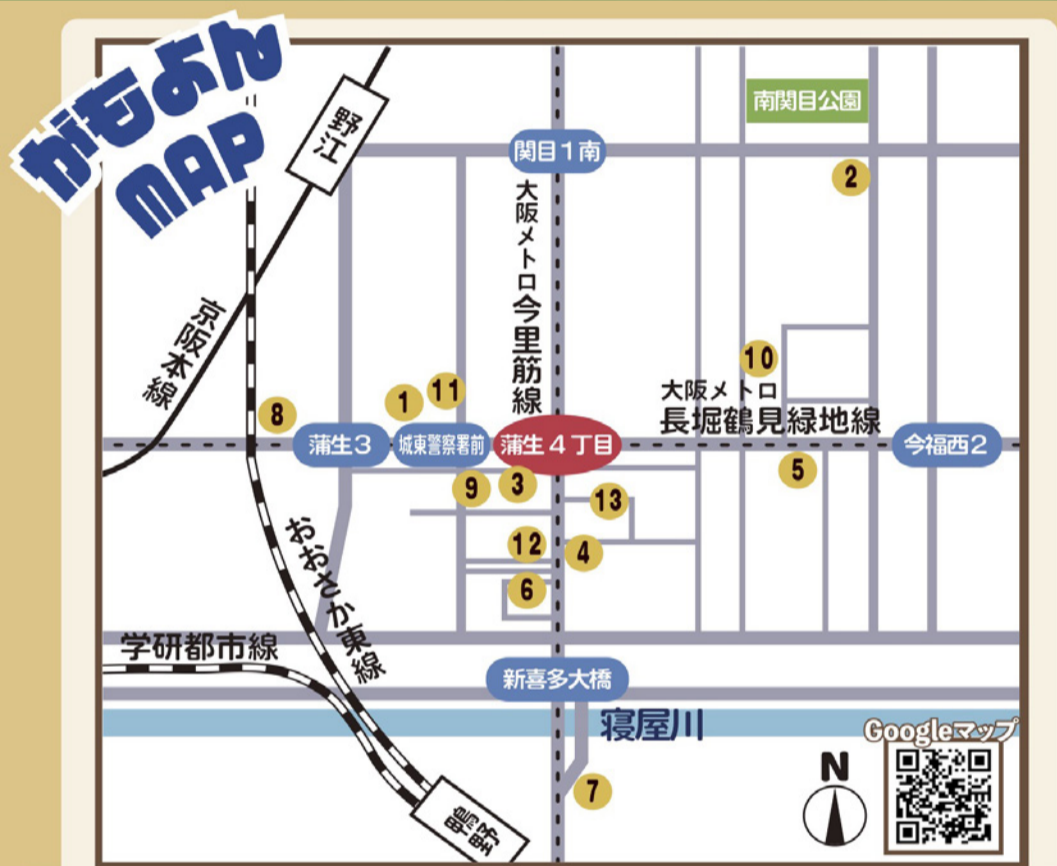 がもよん
MAP
野江
南関目公園
関目1南
2
大阪メトロ今里筋線
京阪本線
10
1
11
大阪メトロ
長堀鶴見緑地線
8
蒲生3
城東警察署前
蒲生4丁目
今福西2
5
9
3
13
おおさか東線
12
4
6
学研都市線
新喜多大橋
寝屋川
Googleマップ
7
N
鴫野